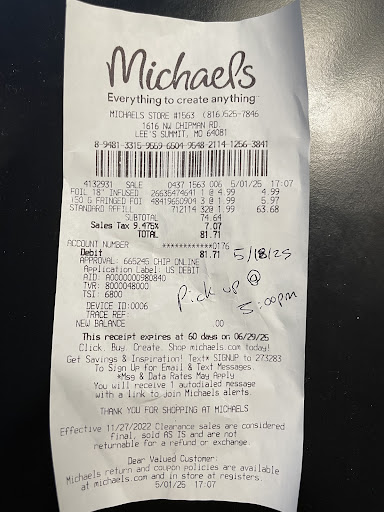 Michaels
Everything to create anything™
MICHAELS STORE #1563 (816)525-7846
1616 NW CHIPMAN RD.
LEE'S SUMMIT, MO 64081
8-9481-3315-9569-6504-9548-2114-1256-3841
4132931 SALE 0437 1563 006 5/01/25 17:07
FOIL 18" INFUSED 26635474641 1 @ 4.99 4.99
ISO G FRINGED FOI 48419650904 3 @ 1.99 5.97
STANDARD REFILL 712114 32@ 1.99 63.68
SUBTOTAL 74.64
Sales Tax 9.475% 7.07
TOTAL 81.71
ACCOUNT NUMBER ************0176
Debit 81.71
5/18/25
APPROVAL: 665245 CHIP ONLINE
Application Label: US DEBIT
AID: A0000000980840
TVR: 8000048000
TSI: 6800
Pick up @
5:00pm
DEVICE ID:0006
TRACE REF:
NEW BALANCE .00
This receipt expires at 60 days on 06/29/25
Click. Buy. Create. Shop michaels.com today!
Get Savings & Inspiration! Text* SIGNUP to 273283
To Sign Up for Email & Text Messages.
*Msg & Data Rates May Apply
You will receive 1 autodialed message
with a link to join Michaels alerts.
THANK YOU FOR SHOPPING AT MICHAELS
Effective 11/27/2022 Clearance sales are considered
final, sold AS IS and are not
returnable for a refund or exchange.
Dear Valued Customer:
Michaels return and coupon policies are available
at michaels.com and in store at registers.
5/01/25 17:07